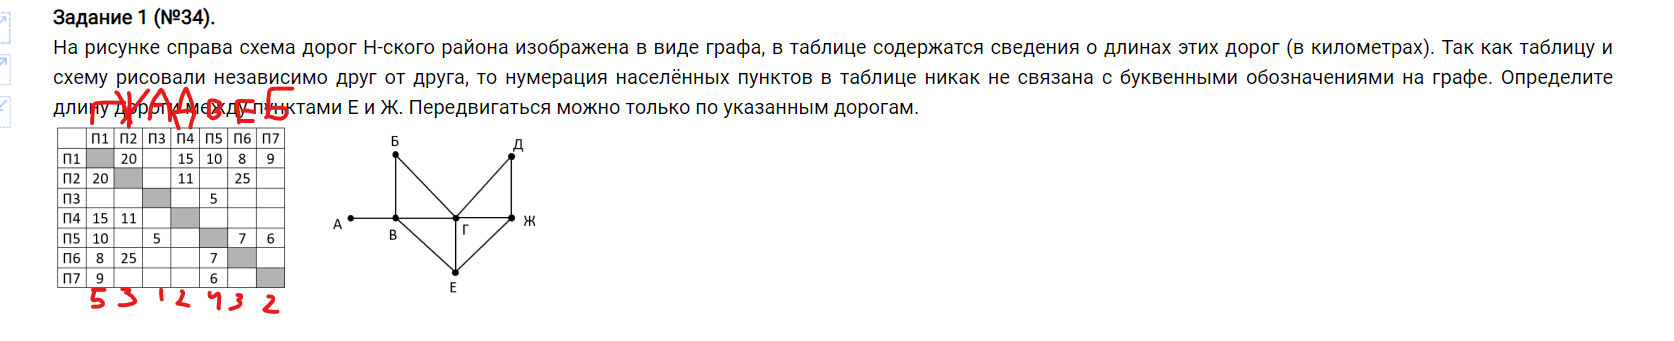 Задание 1 (№34).
На рисунке справа схема дорог Н-ского района изображена в виде графа, в таблице содержатся сведения о длинах этих дорог (в километрах). Так как таблицу и
схему рисовали независимо друг от друга, то нумерация населённых пунктов в таблице никак не связана с буквенными обозначениями на графе. Определите
длину дороги между пунктами Е и Ж. Передвигаться можно только по указанным дорогам.
Г Ж А Д В Е Б
П1 П2 П3 П4 П5 П6 П7
П1 20 15 10 8 9
П2 20 11 25
П3 5
П4 15 11
П5 10 5 7 6
П6 8 25 7
П7 9 6
5 3 1 2 4 3 2
Б
Д
А
В
Г
Ж
Е